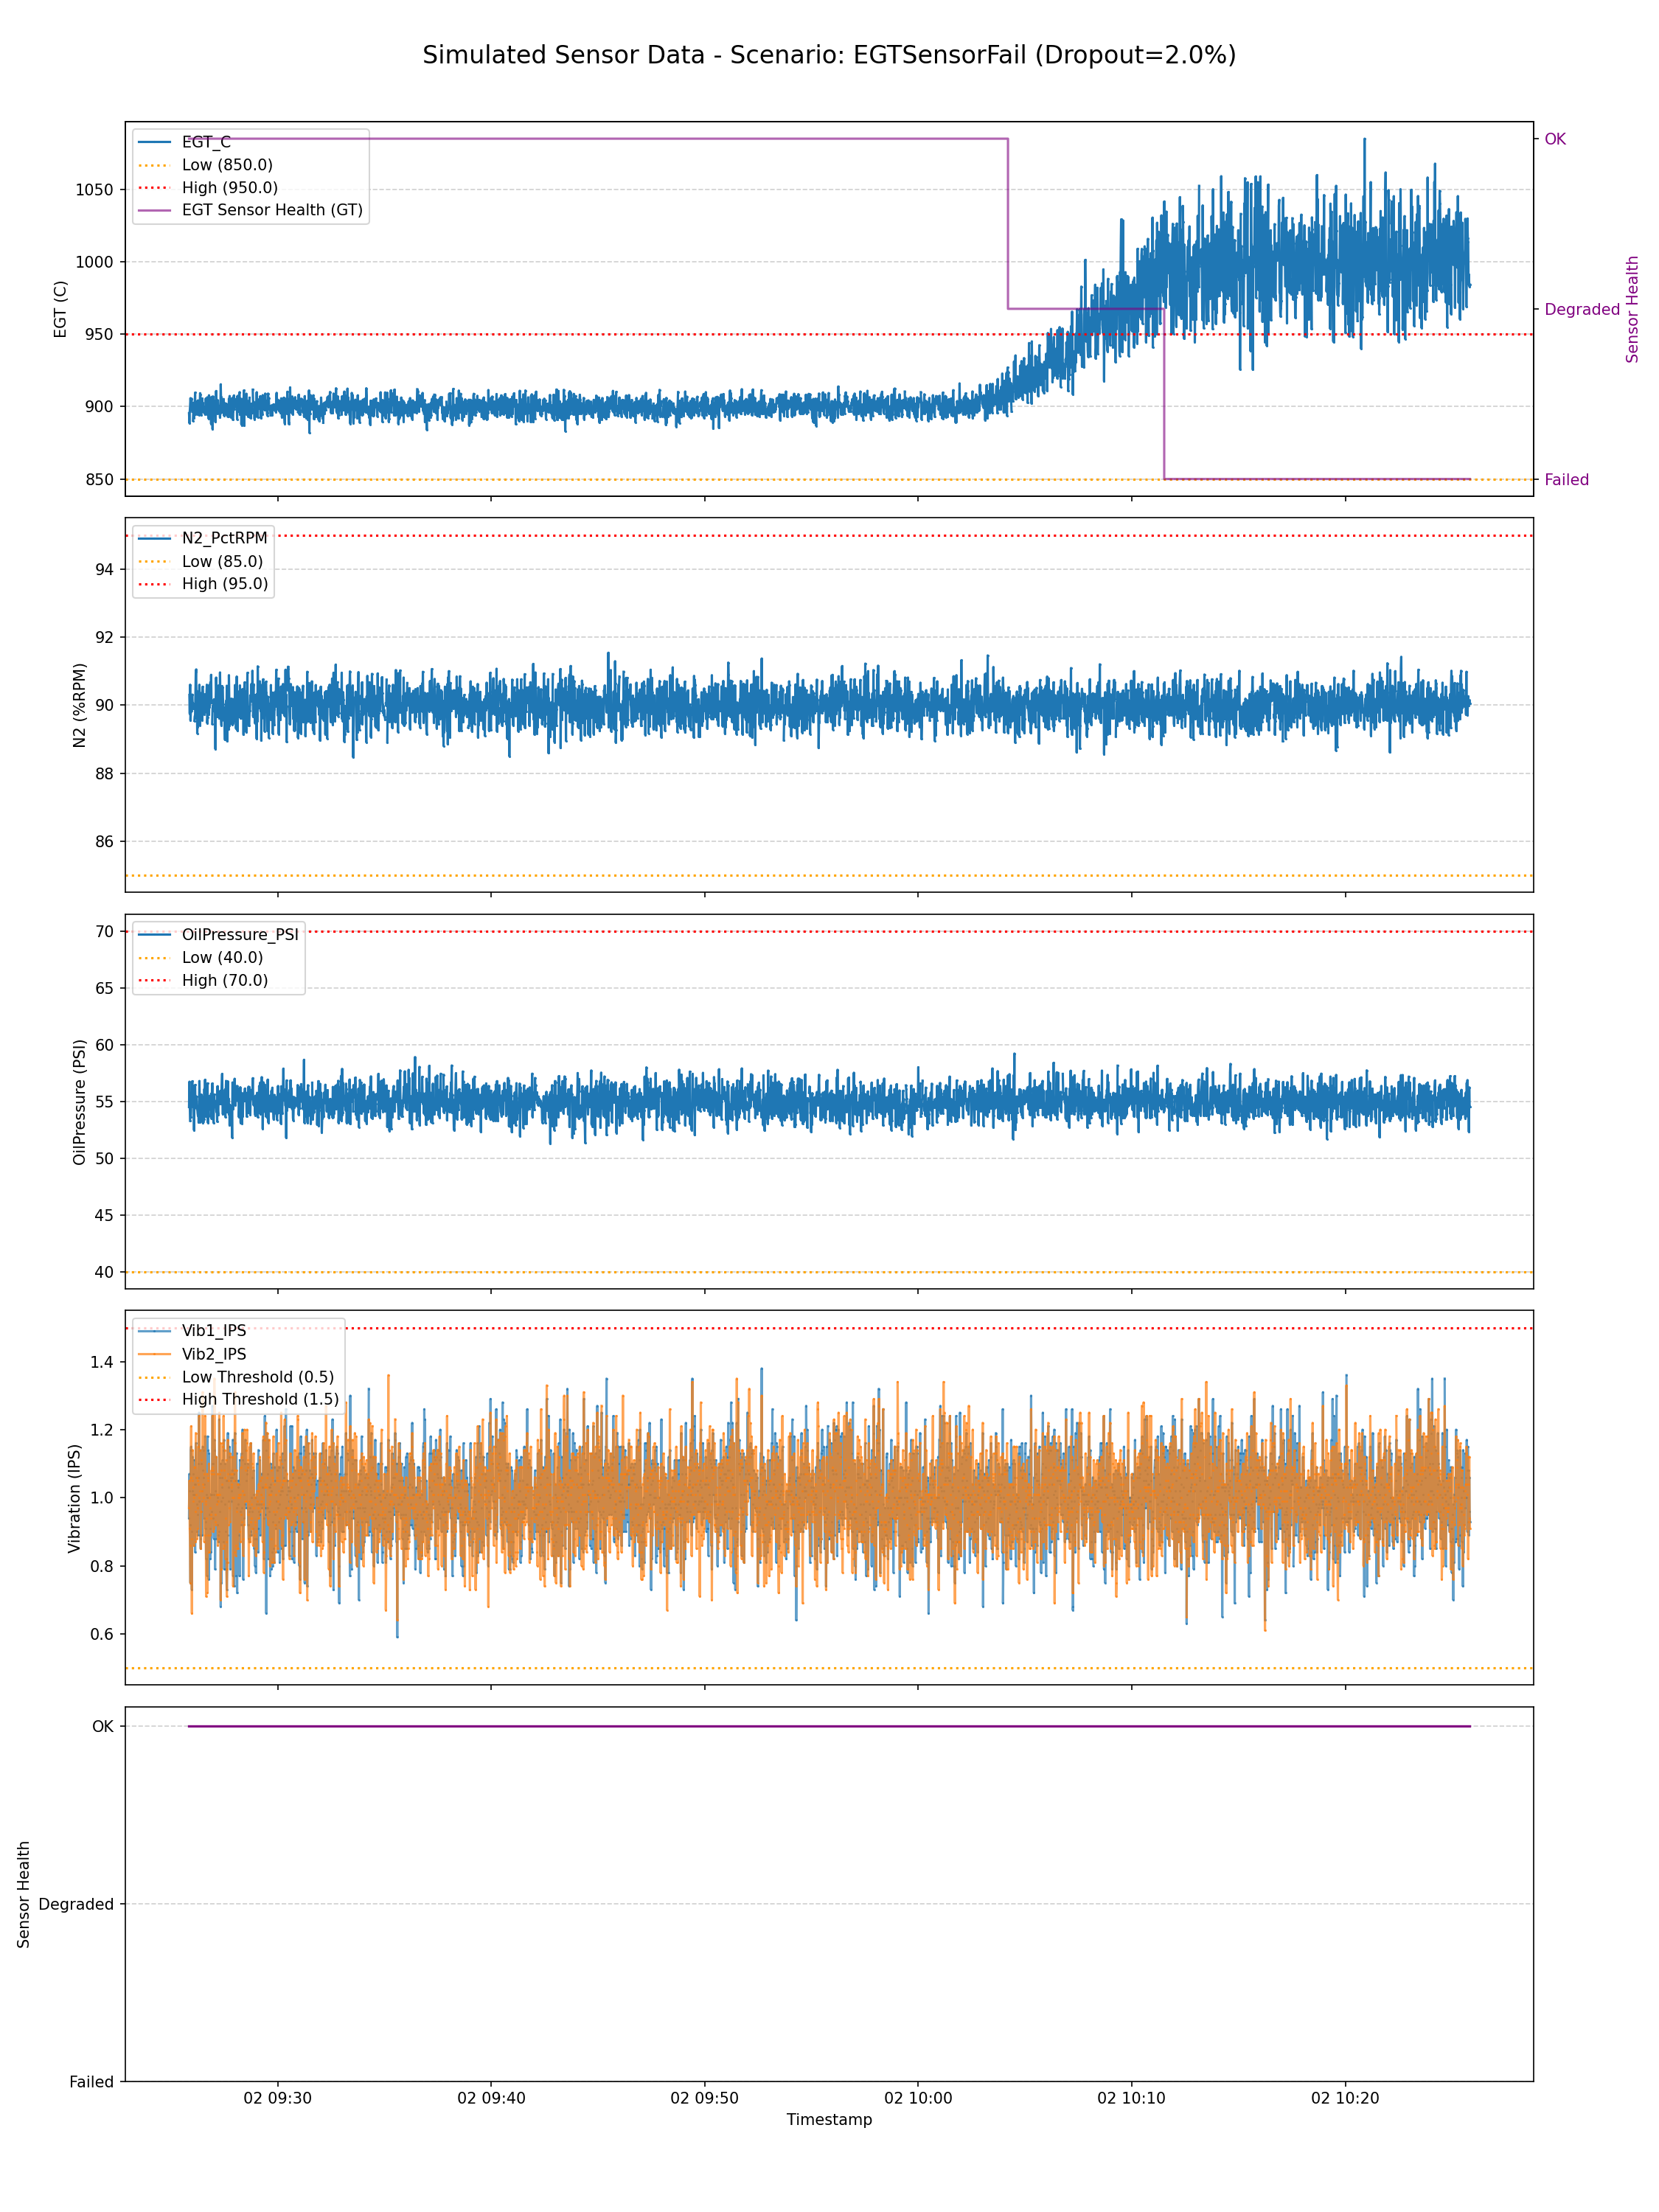 Simulated Sensor Data - Scenario: EGTSensorFail (Dropout=2.0%)
EGT_C
Low (850.0)
High (950.0)
EGT Sensor Health (GT)
EGT (C)
1050
1000
950
900
850
OK
Degraded
Failed
Sensor Health
N2_PctRPM
Low (85.0)
High (95.0)
N2 (%RPM)
94
92
90
88
86
OilPressure_PSI
Low (40.0)
High (70.0)
OilPressure (PSI)
70
65
60
55
50
45
40
Vib1_IPS
Vib2_IPS
Low Threshold (0.5)
High Threshold (1.5)
Vibration (IPS)
1.4
1.2
1.0
0.8
0.6
Sensor Health
OK
Degraded
Failed
02 09:30
02 09:40
02 09:50
02 10:00
02 10:10
02 10:20
Timestamp